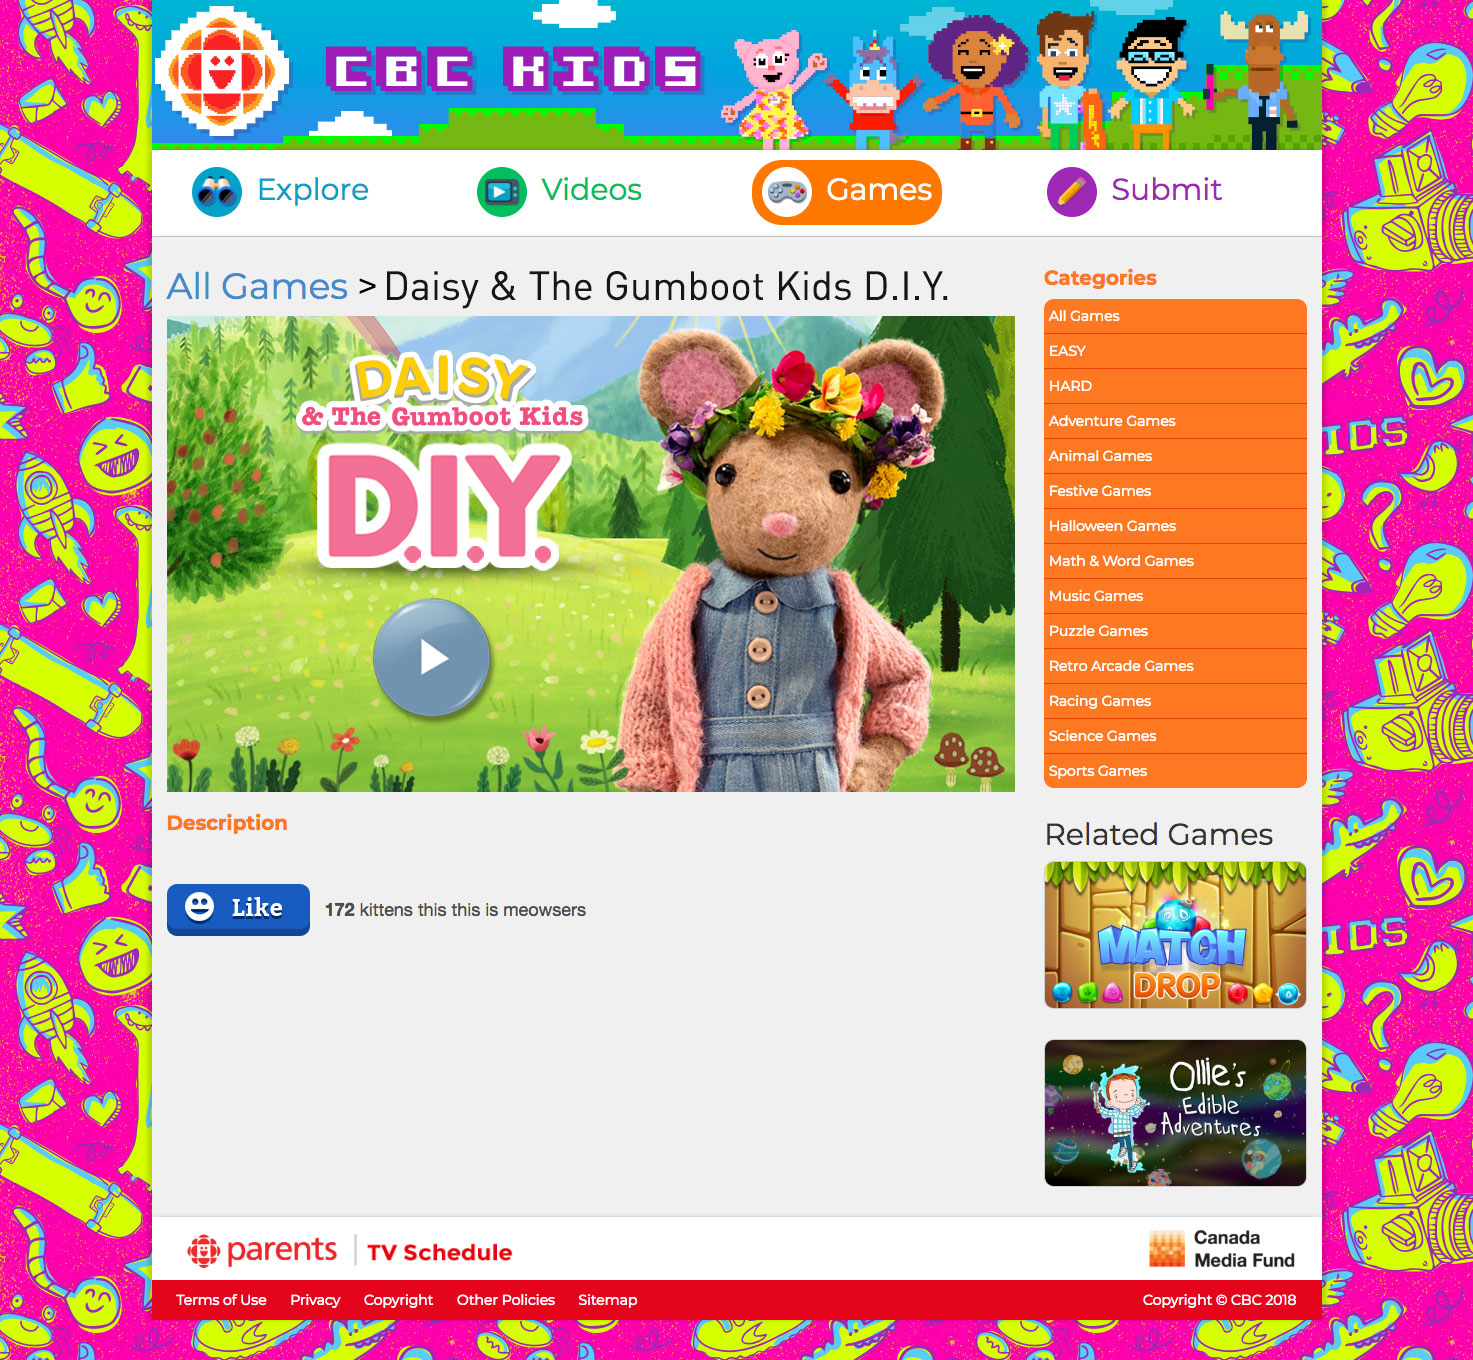 CBC KIDS
Explore
Videos
Games
Submit
All Games > Daisy & The Gumboot Kids D.I.Y.
DAISY
& The Gumboot Kids
D.I.Y.
Description
Like
172 kittens this this is meowsers
Categories
All Games
EASY
HARD
Adventure Games
Animal Games
Festive Games
Halloween Games
Math & Word Games
Music Games
Puzzle Games
Retro Arcade Games
Racing Games
Science Games
Sports Games
Related Games
MATCH
DROP
Ollie's
Edible
Adventures
parents
TV Schedule
Canada
Media Fund
Terms of Use
Privacy
Copyright
Other Policies
Sitemap
Copyright © CBC 2018